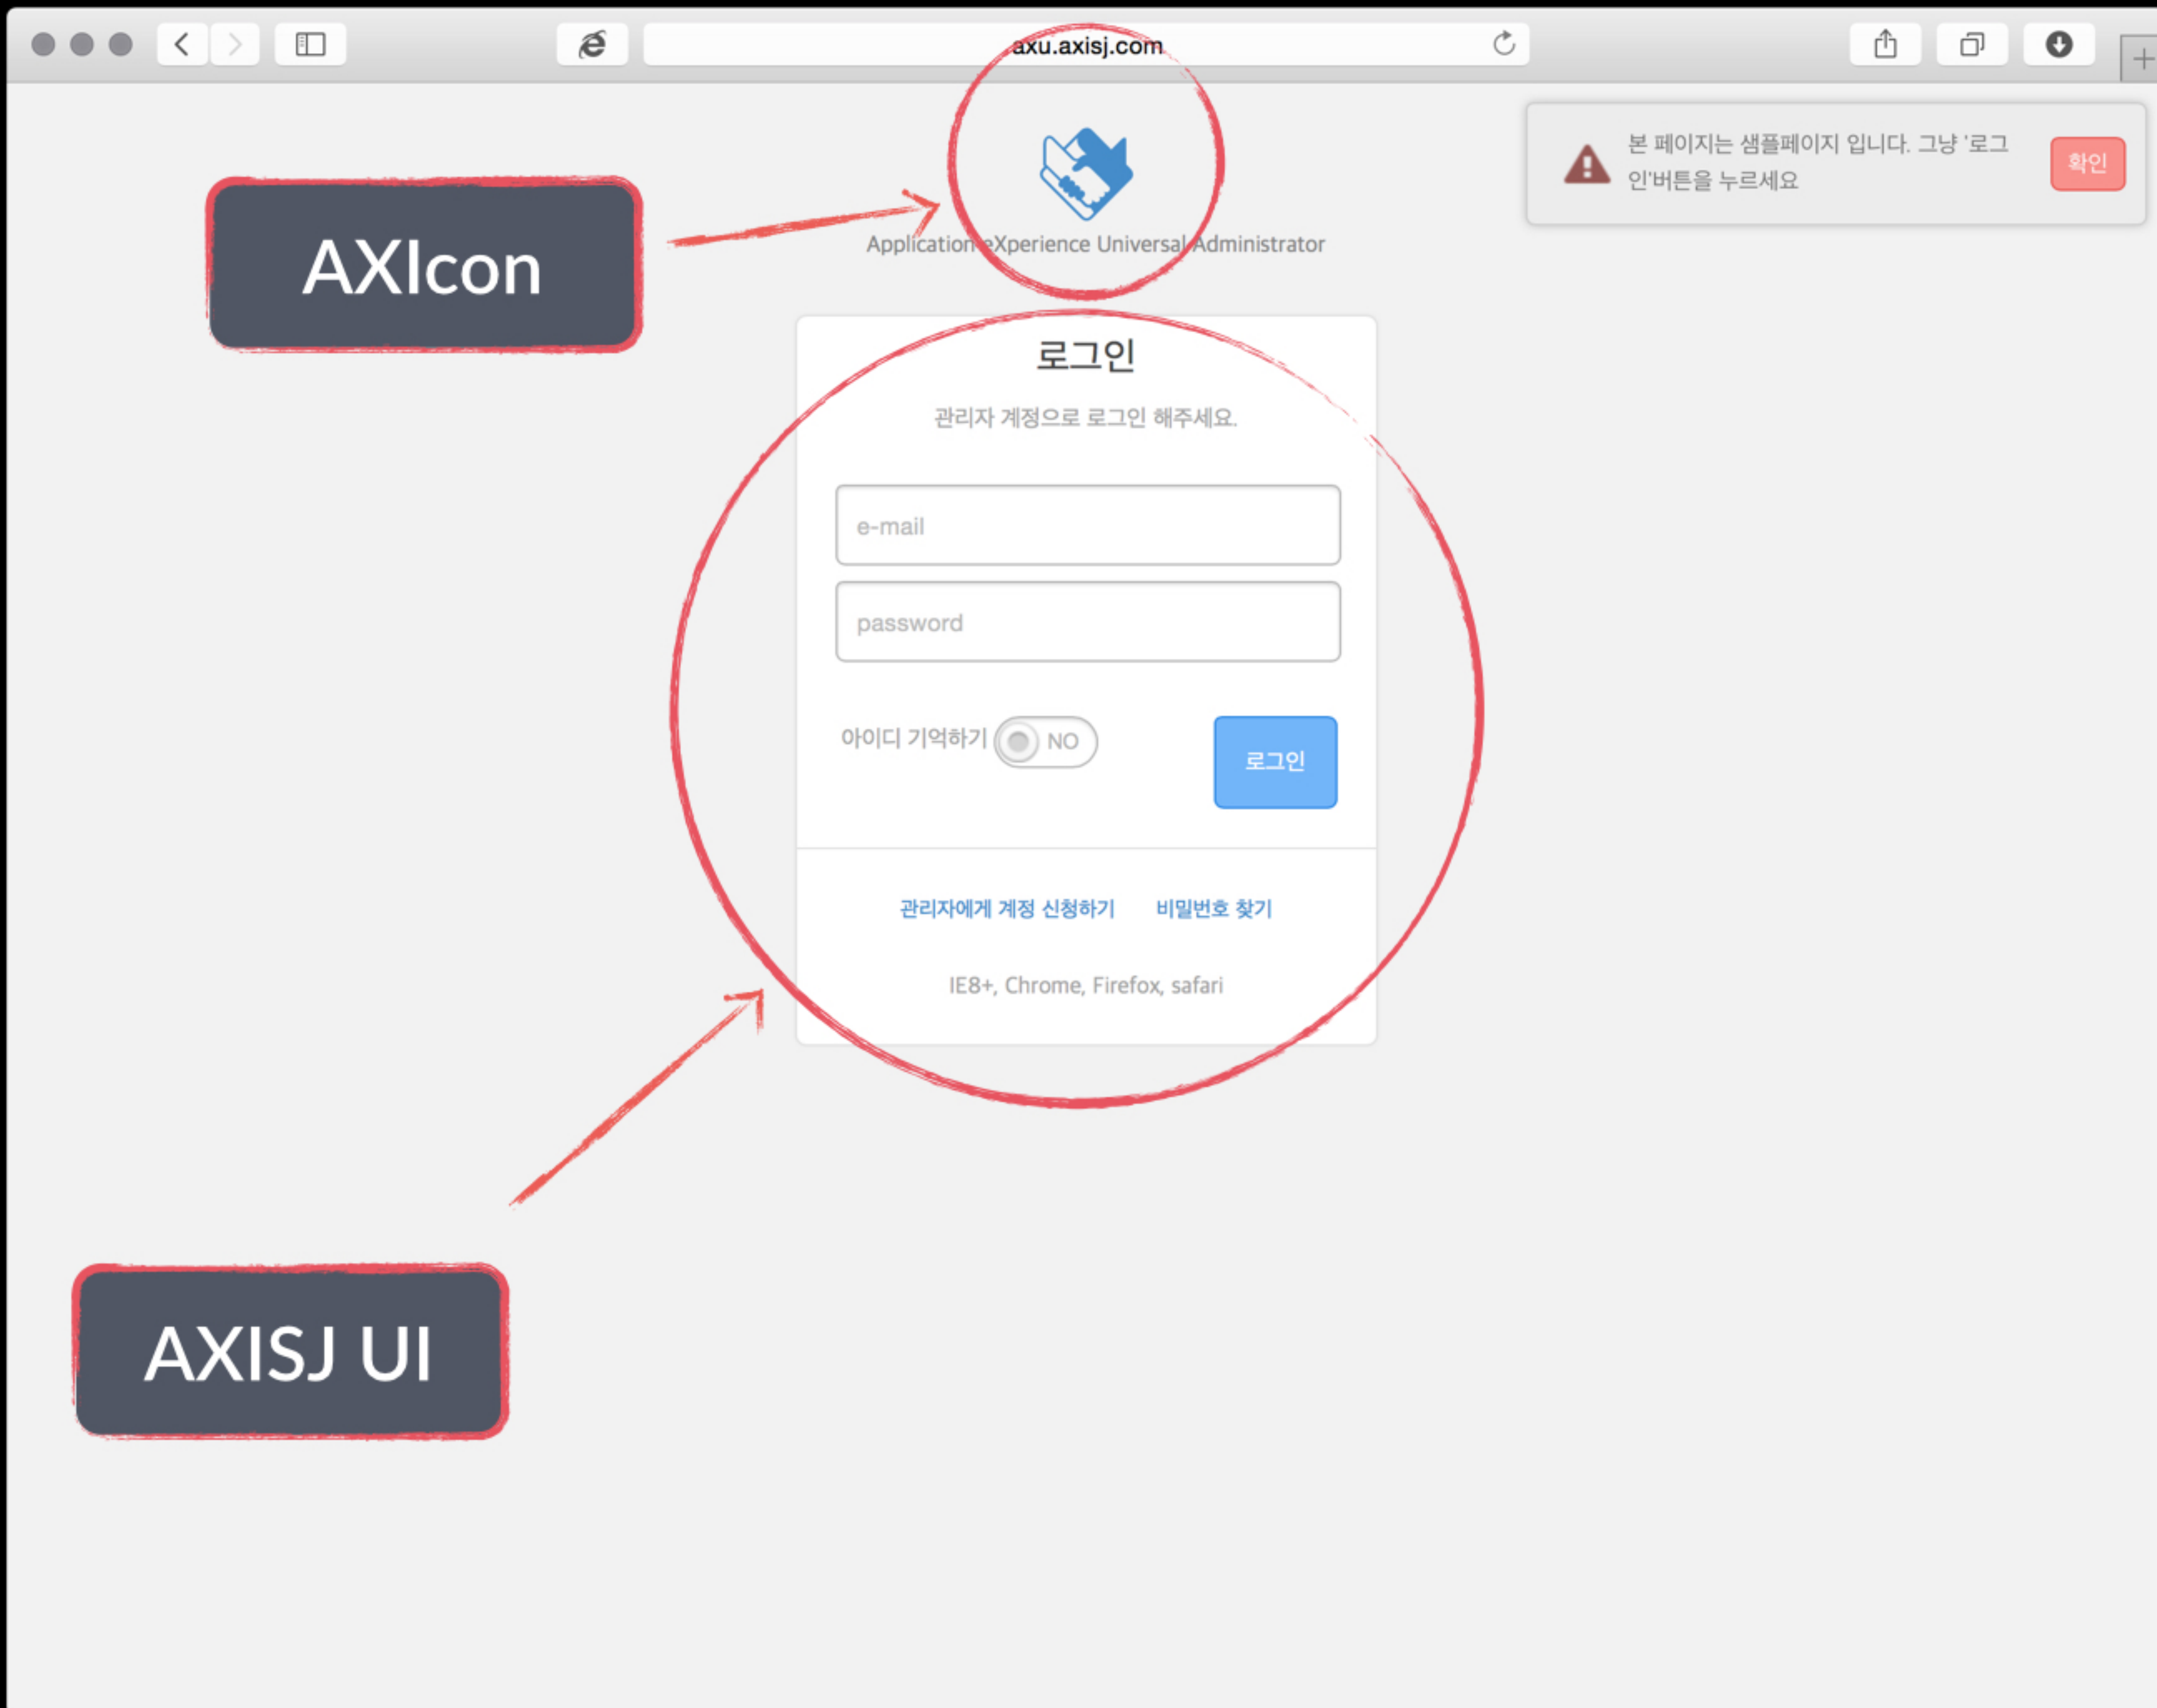 axu.axisj.com
본 페이지는 샘플페이지 입니다. 그냥 '로그
인'버튼을 누르세요
확인
AXIcon
Application eXperience Universal Administrator
로그인
관리자 계정으로 로그인 해주세요.
e-mail
password
아이디 기억하기 NO
로그인
관리자에게 계정 신청하기 비밀번호 찾기
IE8+, Chrome, Firefox, safari
AXISJ UI